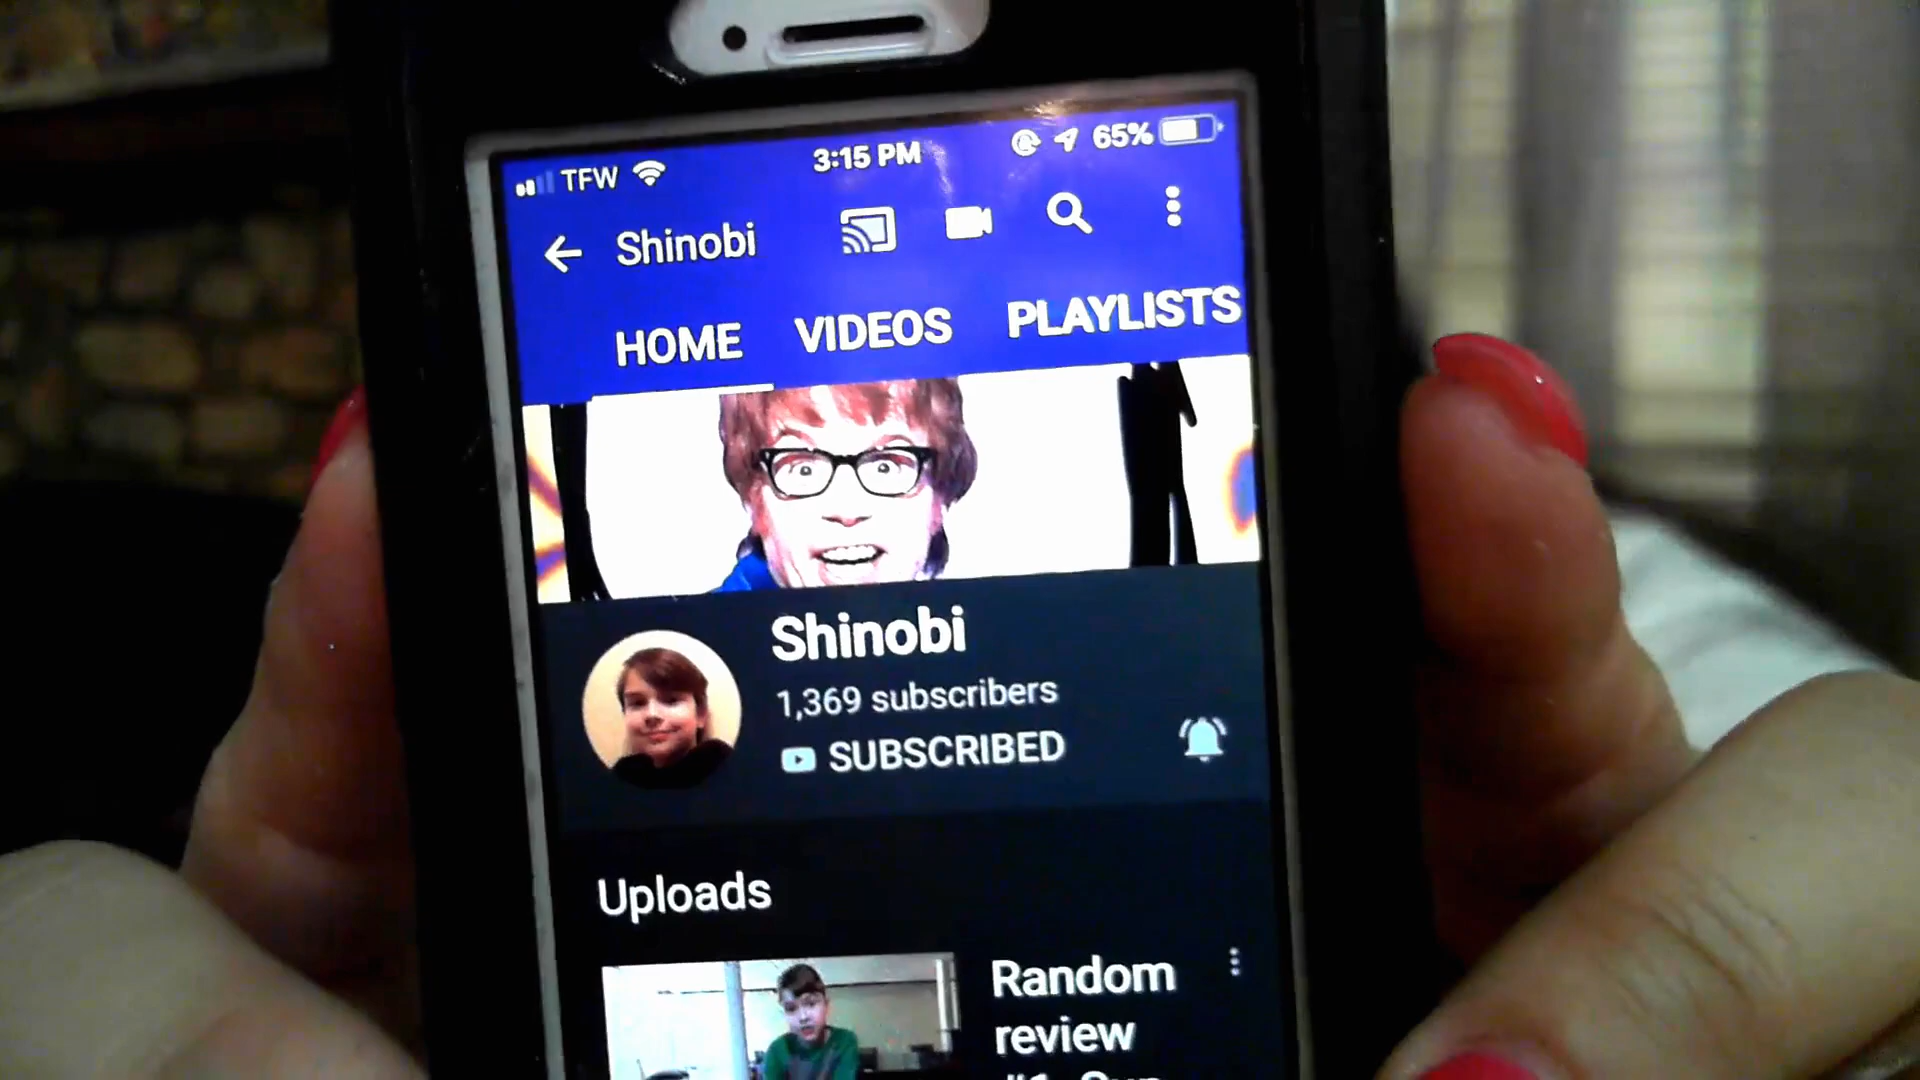 TFW 3:15 PM 65%
Shinobi
HOME VIDEOS PLAYLISTS
Shinobi
1,369 subscribers
SUBSCRIBED
Uploads
Random
review